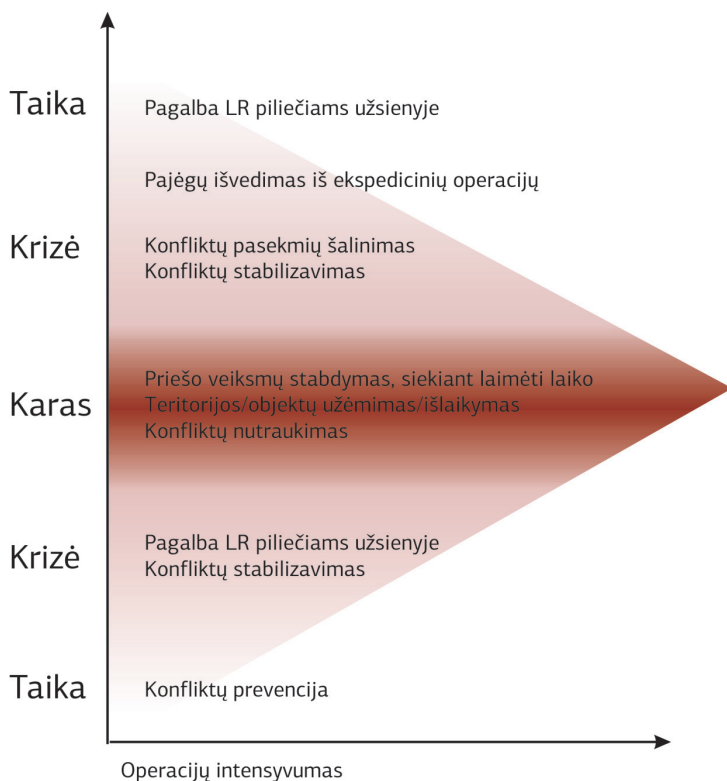 Taika
Pagalba LR piliečiams užsienyje
Pajėgų išvedimas iš ekspedicinių operacijų
Krizė
Konfliktų pasekmių šalinimas
Konfliktų stabilizavimas
Karas
Priešo veiksmų stabdymas, siekiant laimėti laiko
Teritorijos/objektų užėmimas/išlaikymas
Konfliktų nutraukimas
Krizė
Pagalba LR piliečiams užsienyje
Konfliktų stabilizavimas
Taika
Konfliktų prevencija
Operacijų intensyvumas